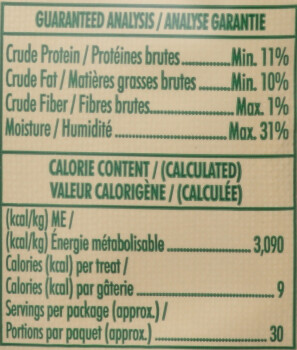 GUARANTEED ANALYSIS / ANALYSE GARANTIE
Crude Protein / Protéines brutes ............ Min. 11%
Crude Fat / Matières grasses brutes ....... Min. 10%
Crude Fiber / Fibres brutes..................... Max. 1%
Moisture / Humidité ............................ Max. 31%
CALORIE CONTENT / (CALCULATED)
VALEUR CALORIGÈNE / (CALCULÉE)
(kcal/kg) ME /
(kcal/kg) Énergie métabolisable ................... 3,090
Calories (kcal) per treat /
Calories (kcal) par gâterie ................................ 9
Servings per package (approx.) /
Portions par paquet (approx.) ......................... 30